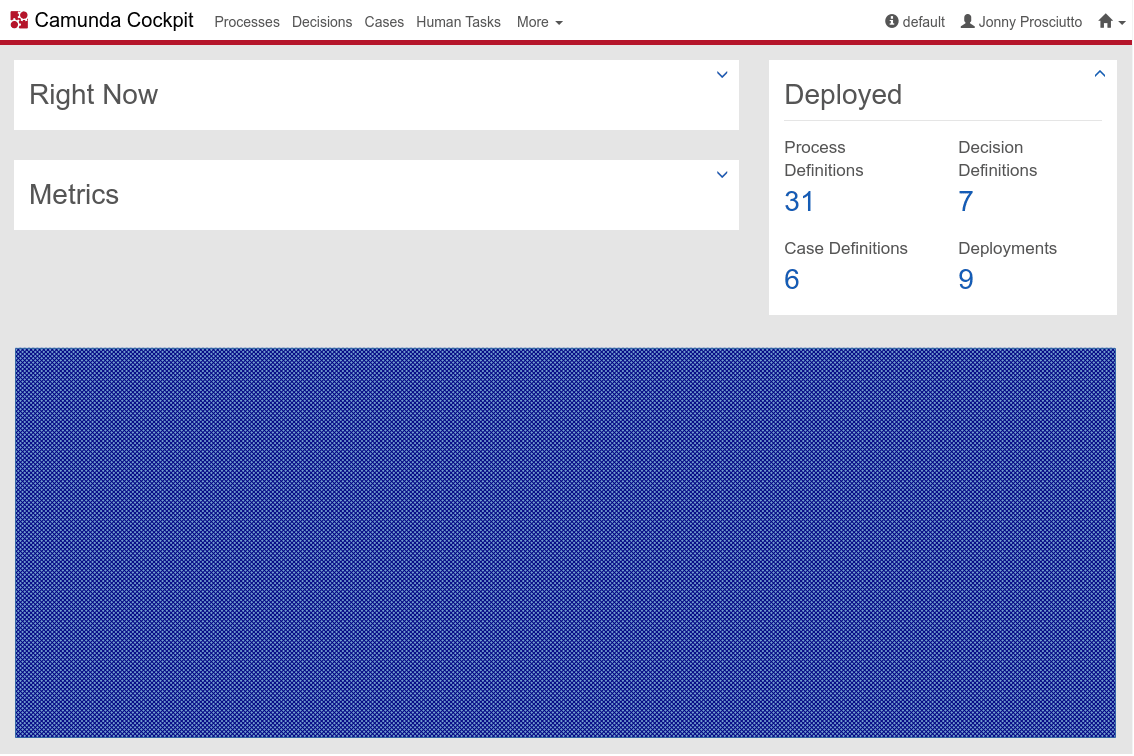 Camunda Cockpit Processes Decisions Cases Human Tasks More default Jonny Prosciutto
Right Now
Metrics
Deployed
Process Definitions
31
Decision Definitions
7
Case Definitions
6
Deployments
9